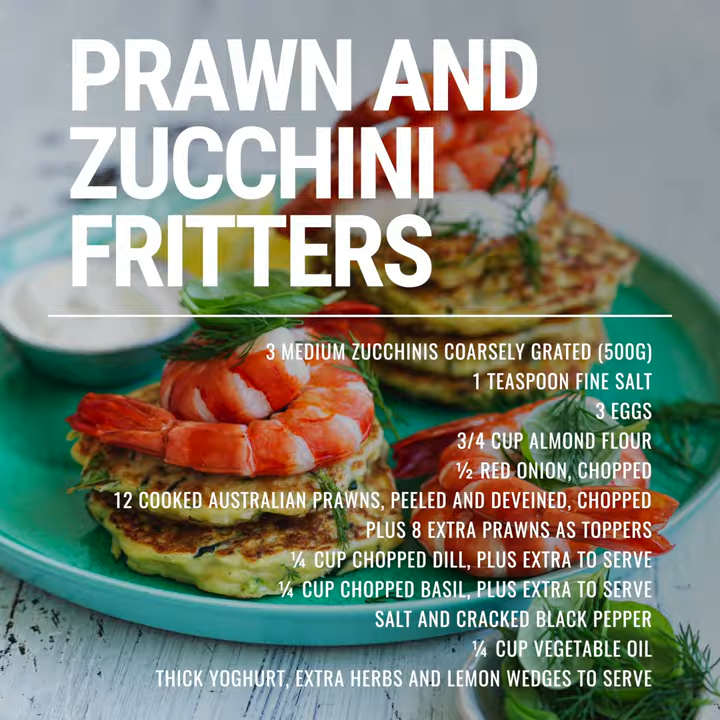 PRAWN AND
ZUCCHINI
FRITTERS
3 MEDIUM ZUCCHINIS COARSELY GRATED (500G)
1 TEASPOON FINE SALT
3 EGGS
3/4 CUP ALMOND FLOUR
½ RED ONION, CHOPPED
12 COOKED AUSTRALIAN PRAWNS, PEELED AND DEVEINED, CHOPPED
PLUS 8 EXTRA PRAWNS AS TOPPERS
¼ CUP CHOPPED DILL, PLUS EXTRA TO SERVE
¼ CUP CHOPPED BASIL, PLUS EXTRA TO SERVE
SALT AND CRACKED BLACK PEPPER
¼ CUP VEGETABLE OIL
THICK YOGHURT, EXTRA HERBS AND LEMON WEDGES TO SERVE